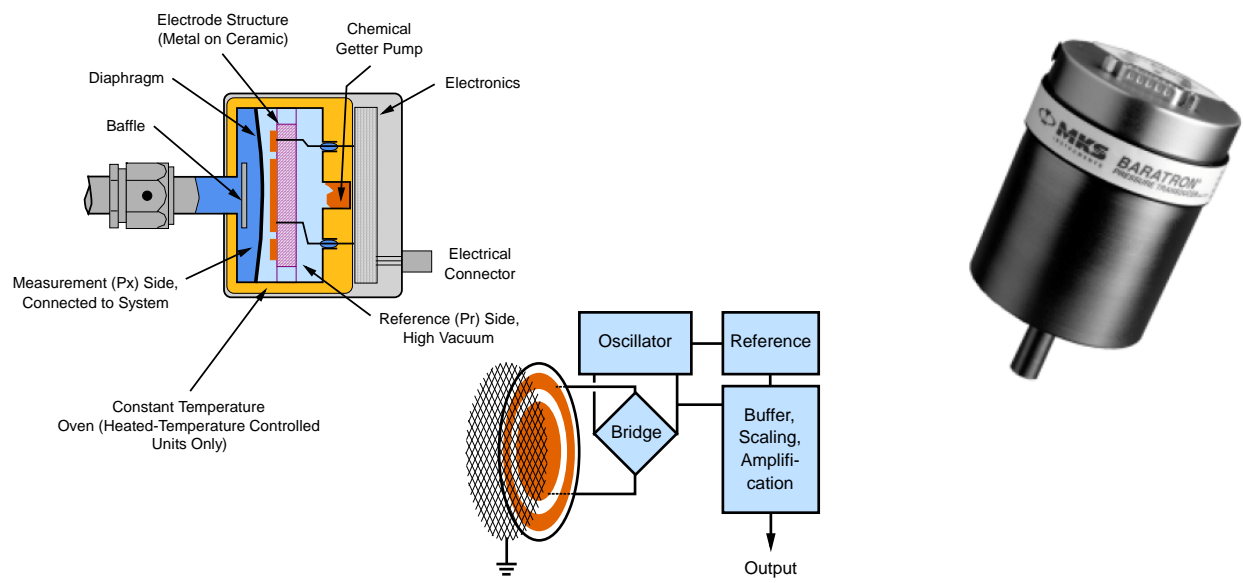 Electrode Structure
(Metal on Ceramic)
Chemical
Getter Pump
Diaphragm
Electronics
Baffle
Electrical
Connector
Measurement (Px) Side,
Connected to System
Reference (Pr) Side,
High Vacuum
Constant Temperature
Oven (Heated-Temperature Controlled
Units Only)
Oscillator
Reference
Bridge
Buffer,
Scaling,
Amplifi-
cation
Output
MKS
INSTRUMENTS
BARATRON®
PRESSURE TRANSDUCER